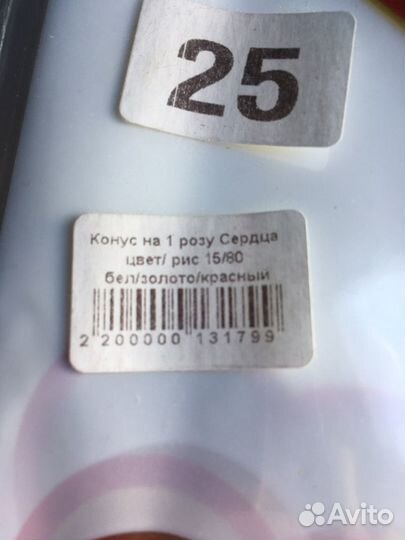 25
Конус на 1 розу Сердца
цвет/ рис 15/80
бел/золото/красный
2 200000 131799
Avito